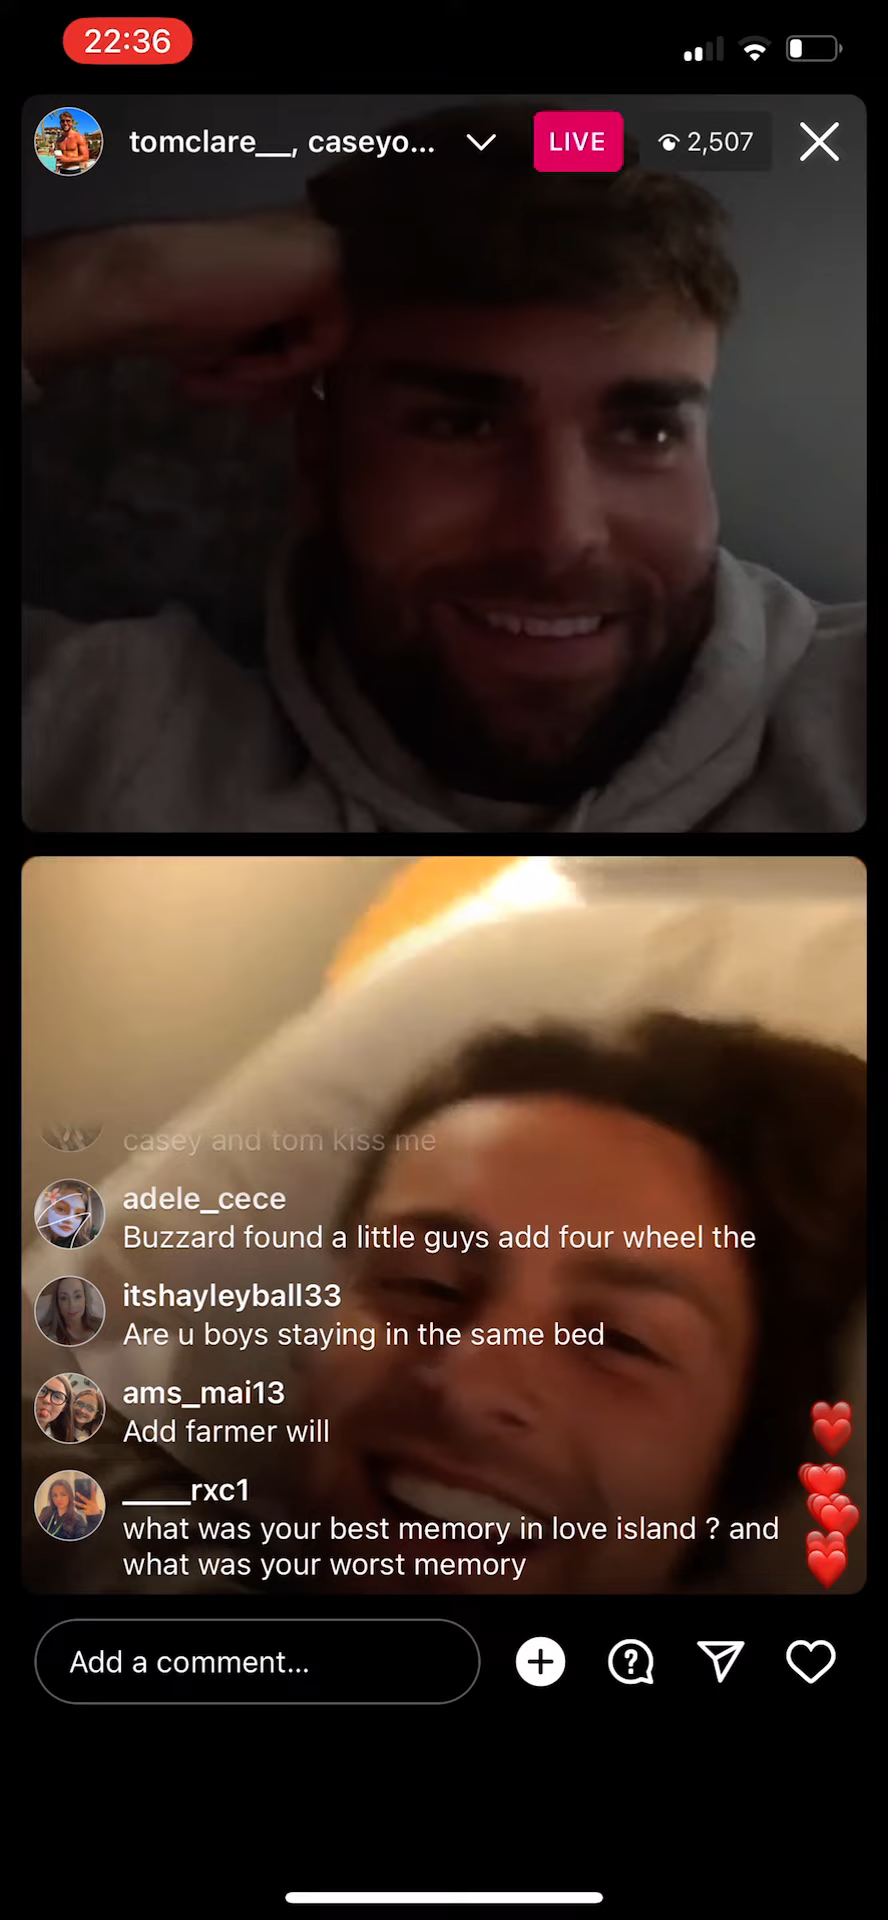 22:36
tomclare__, caseyo...
LIVE
2,507
casey and tom kiss me
adele_cece
Buzzard found a little guys add four wheel the
itshayleyball33
Are u boys staying in the same bed
ams_mai13
Add farmer will
____rxc1
what was your best memory in love island ? and
what was your worst memory
Add a comment...